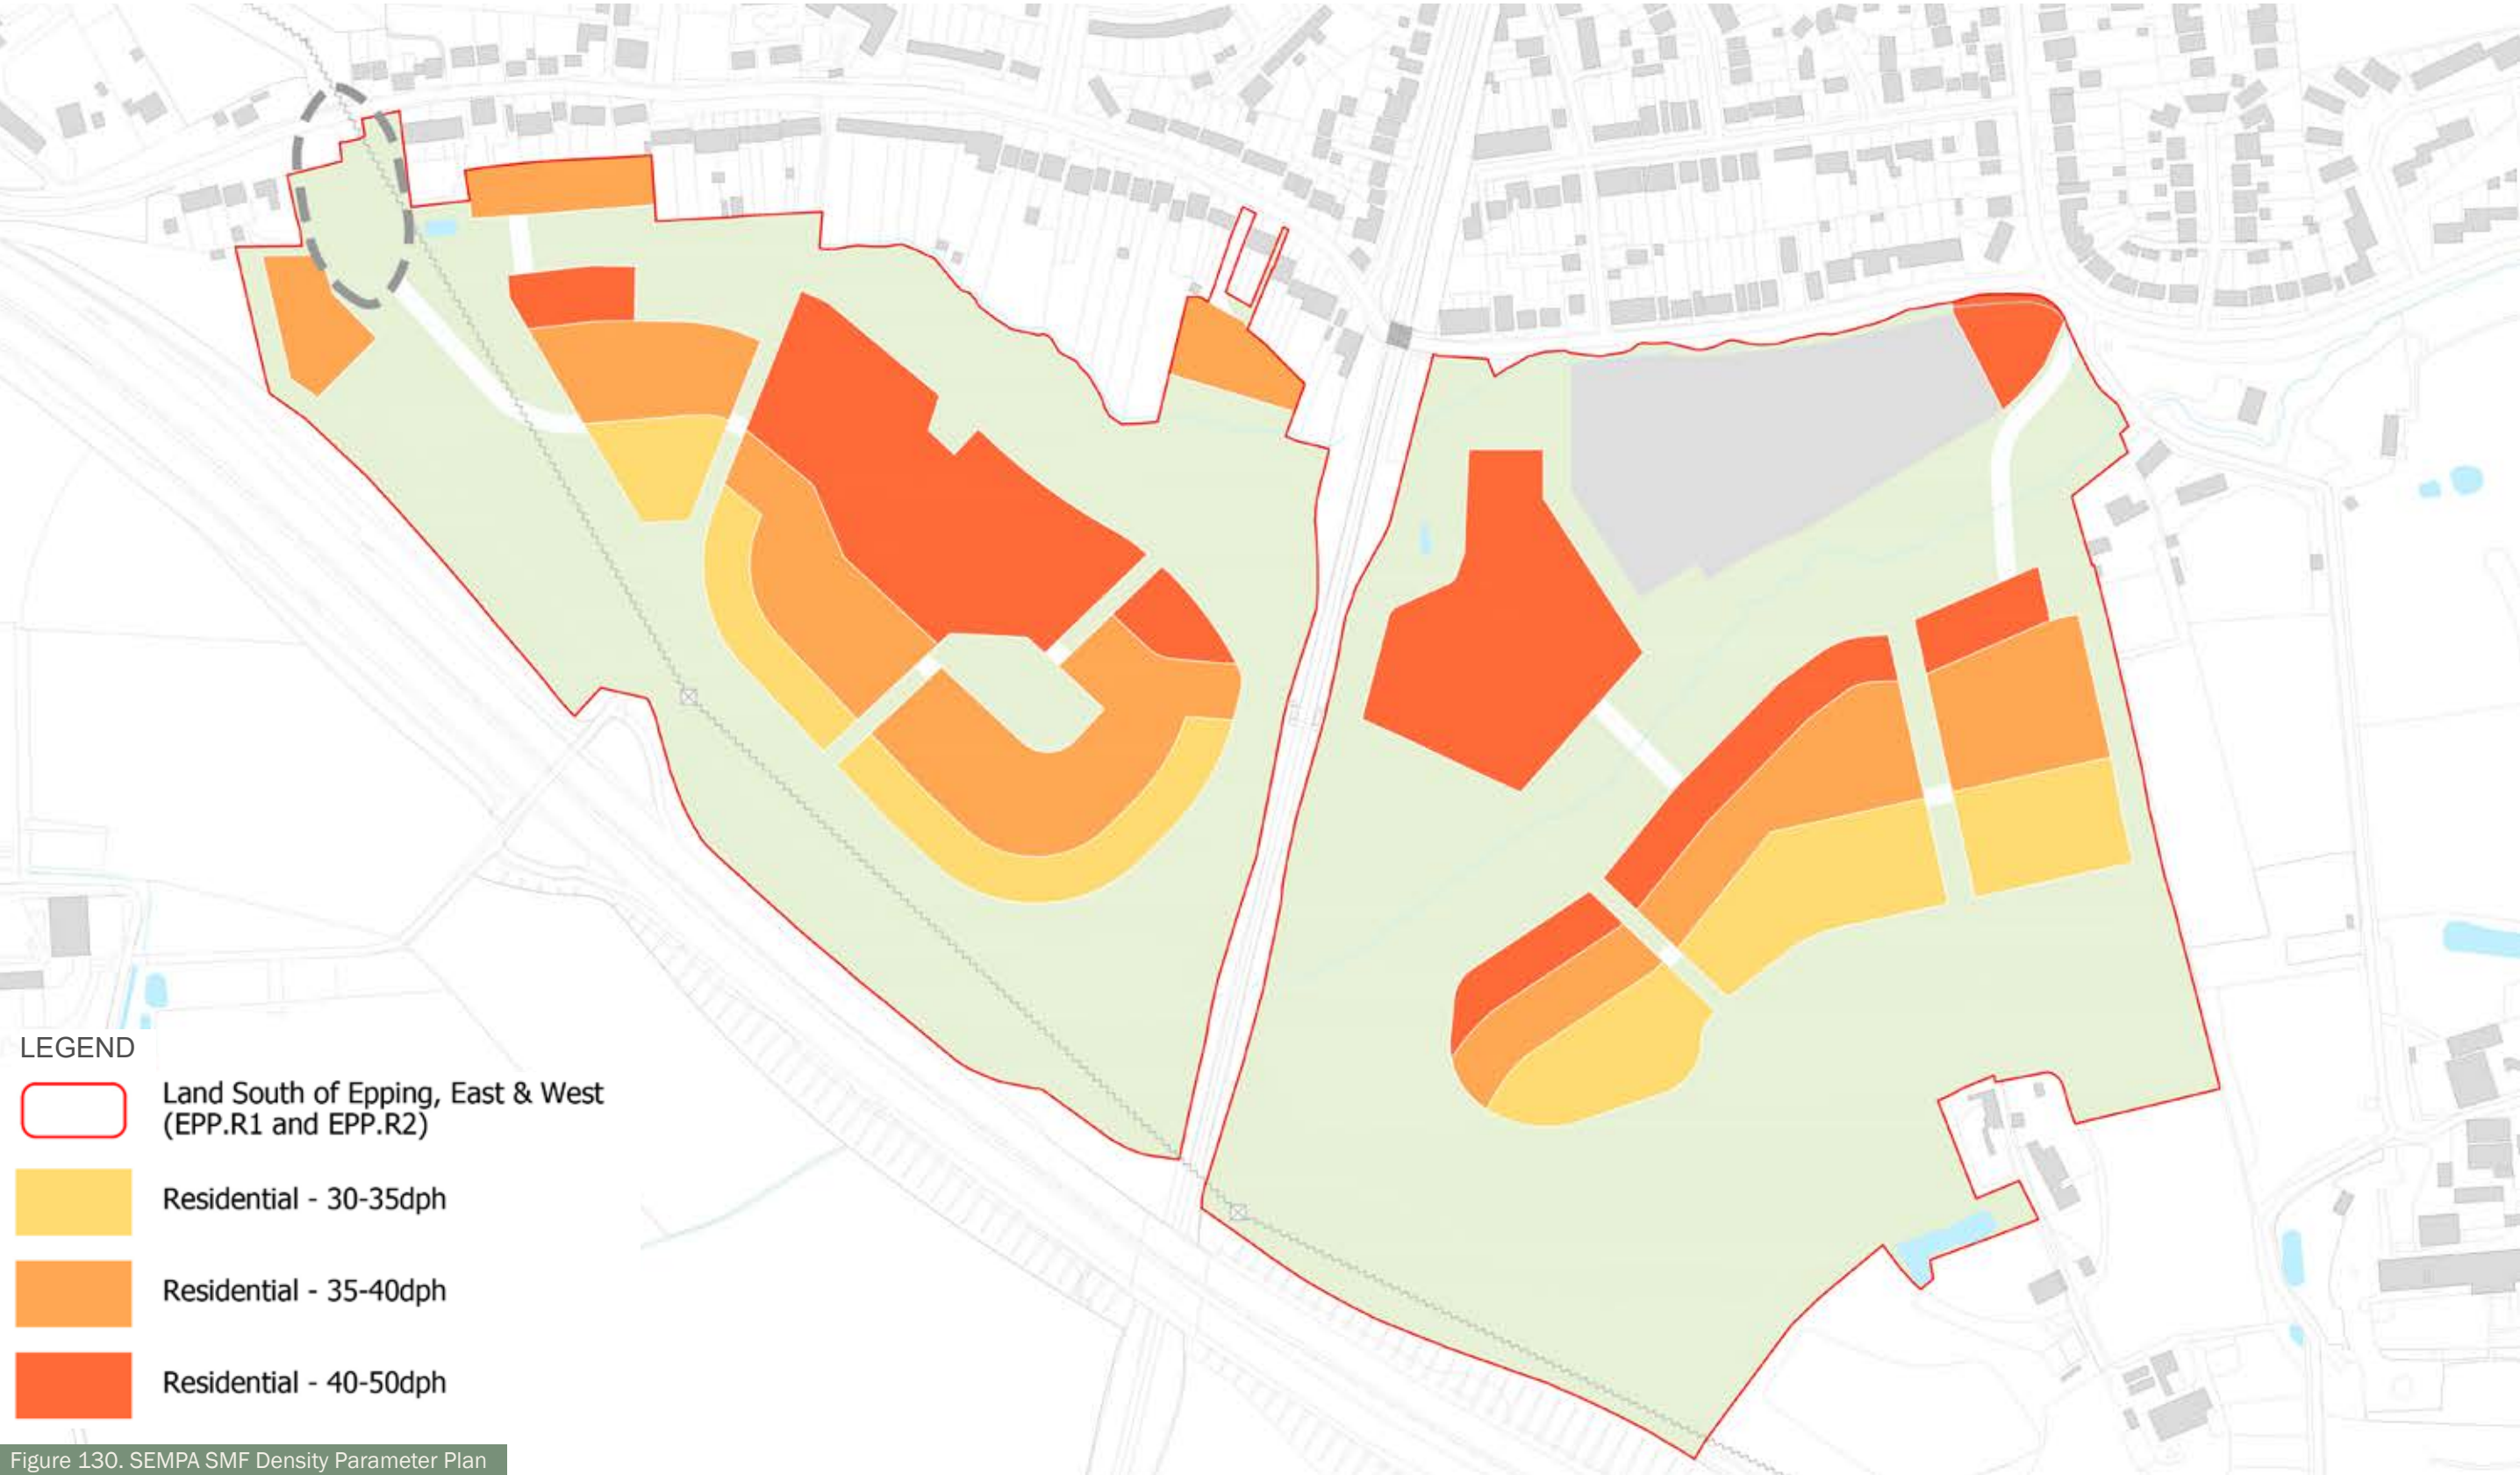 LEGEND
Land South of Epping, East & West
(EPP.R1 and EPP.R2)
Residential - 30-35dph
Residential - 35-40dph
Residential - 40-50dph
Figure 130. SEMPA SMF Density Parameter Plan